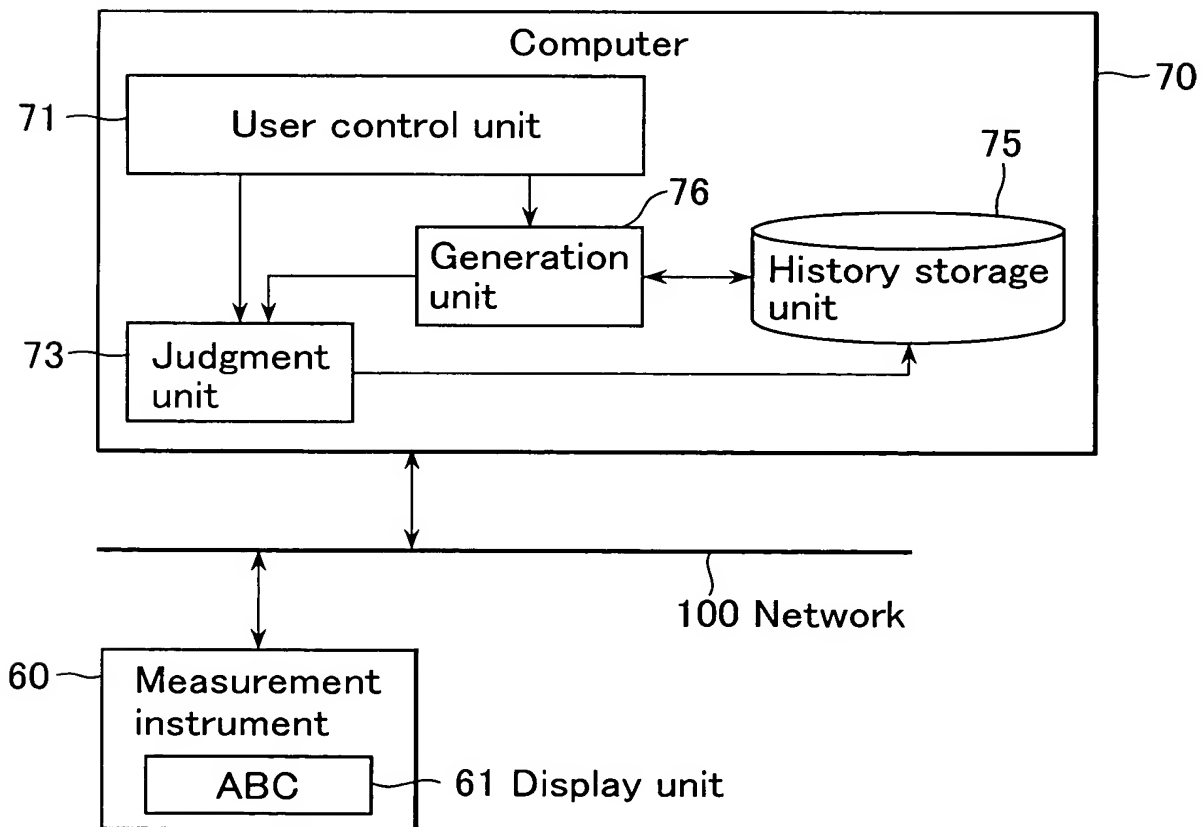 Computer
70
71
User control unit
75
76
Generation
unit
History storage
unit
73
Judgment
unit
100 Network
60
Measurement
instrument
ABC
61 Display unit